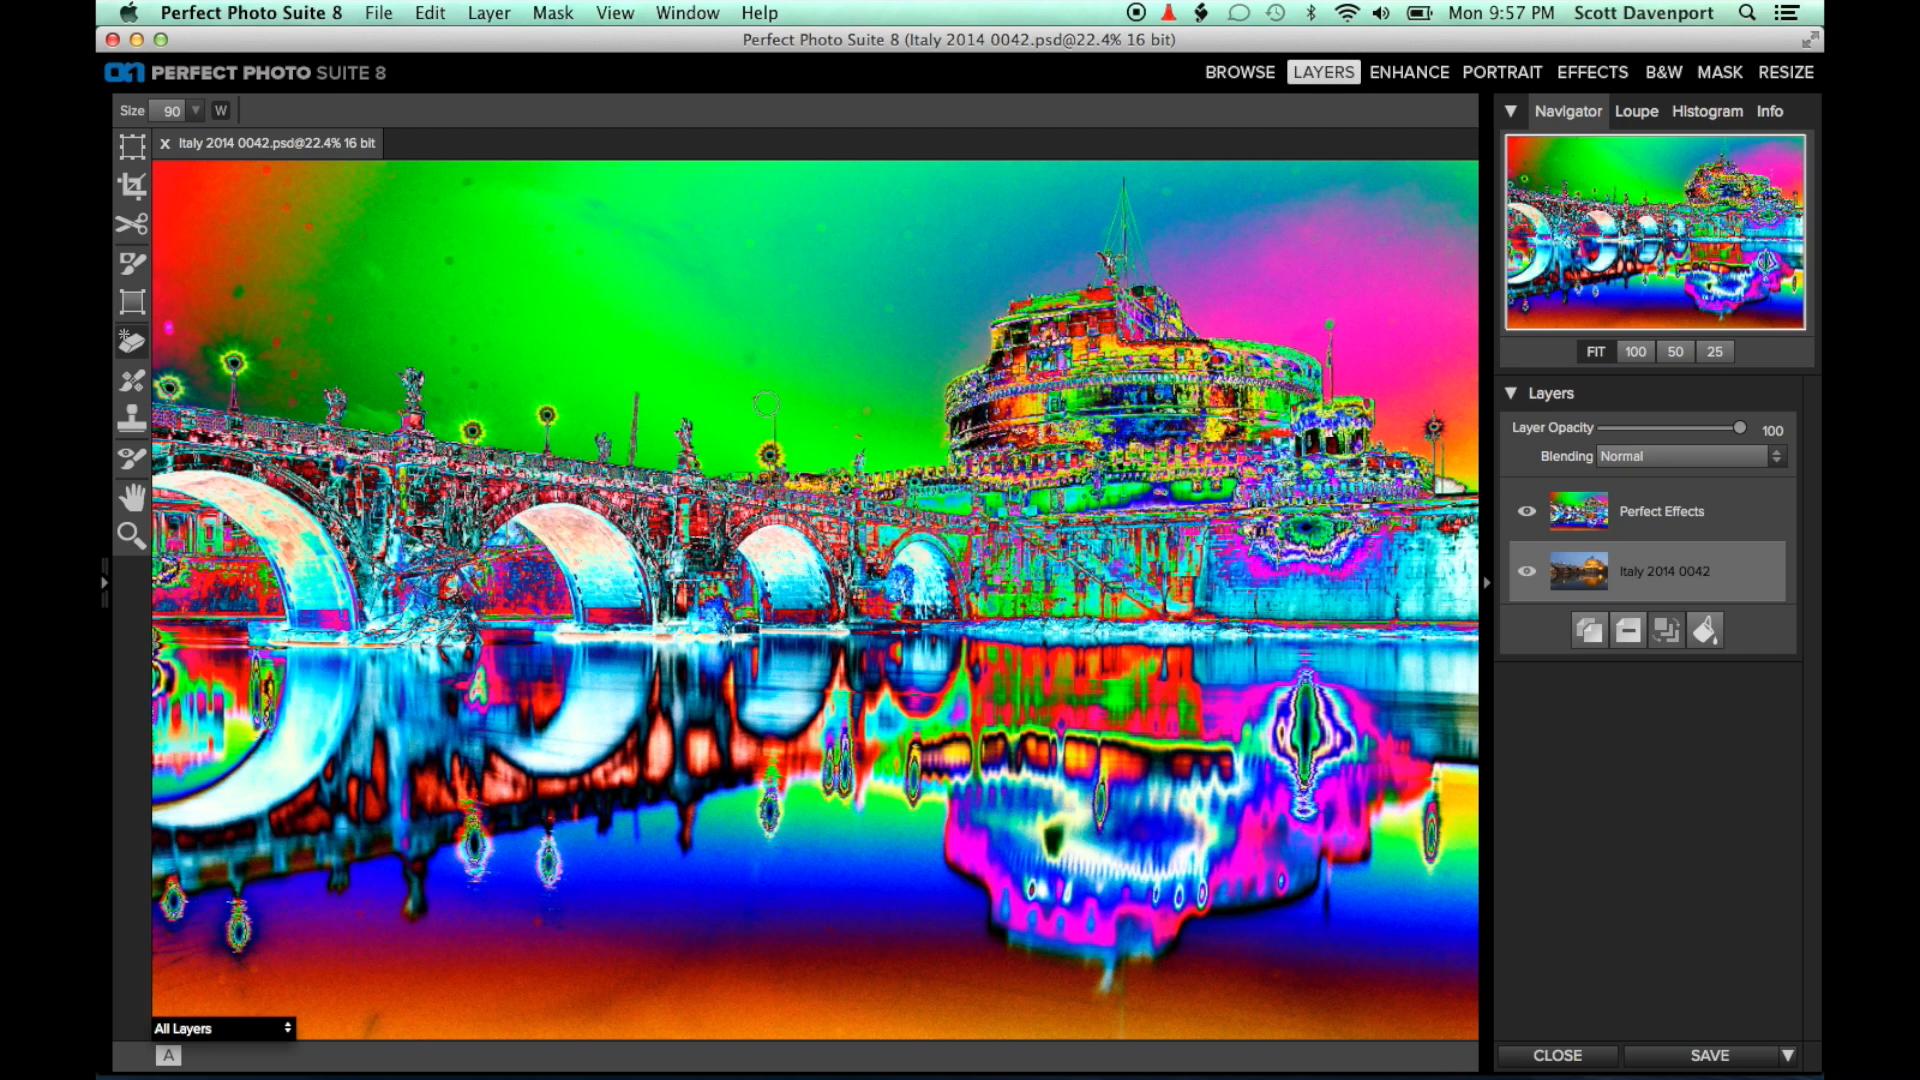 Perfect Photo Suite 8 File Edit Layer Mask View Window Help Mon 9:57 PM Scott Davenport
Perfect Photo Suite 8 (Italy 2014 0042.psd@22.4% 16 bit)
on1 PERFECT PHOTO SUITE 8 BROWSE LAYERS ENHANCE PORTRAIT EFFECTS B&W MASK RESIZE
Size 90 W
Navigator Loupe Histogram Info
x Italy 2014 0042.psd@22.4% 16 bit
FIT 100 50 25
Layers
Layer Opacity 100
Blending Normal
Perfect Effects
Italy 2014 0042
All Layers
A
CLOSE SAVE